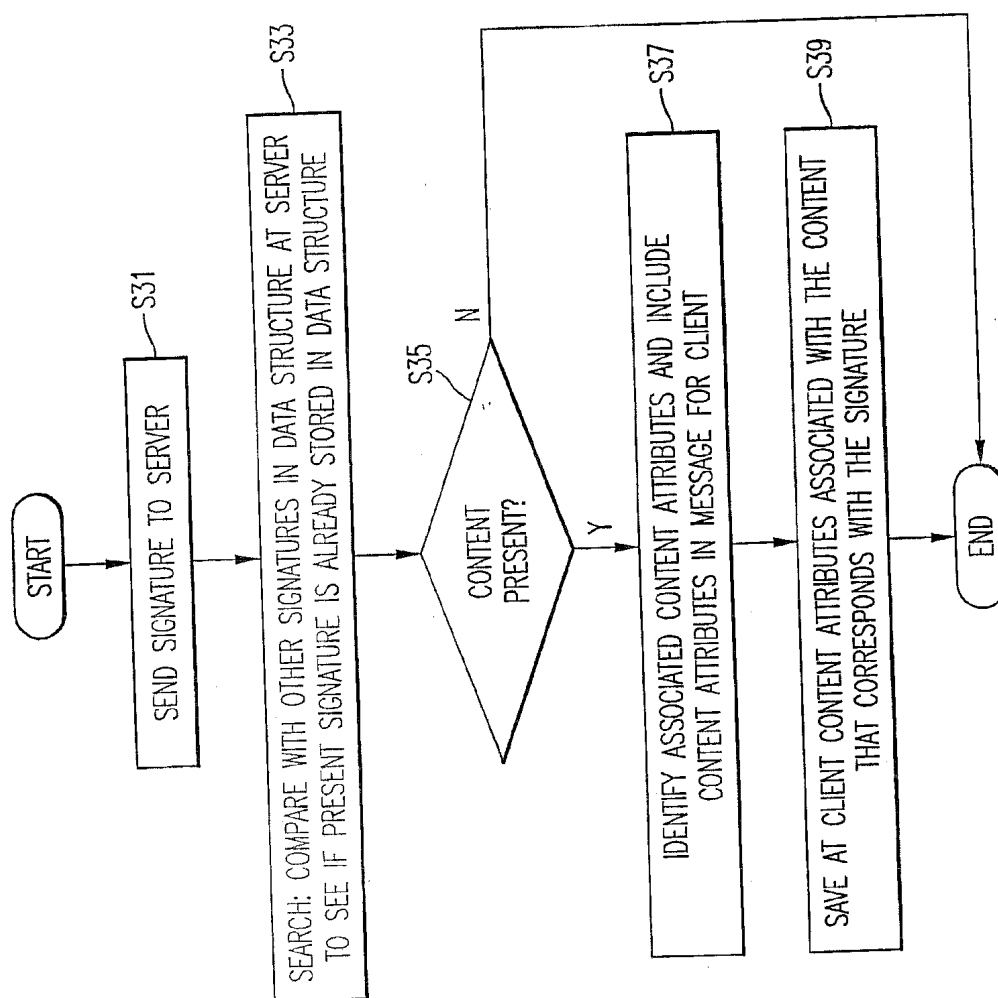 START
SEND SIGNATURE TO SERVER
S31
SEARCH: COMPARE WITH OTHER SIGNATURES IN DATA STRUCTURE AT SERVER
TO SEE IF PRESENT SIGNATURE IS ALREADY STORED IN DATA STRUCTURE
S33
CONTENT
PRESENT?
S35
N
Y
IDENTIFY ASSOCIATED CONTENT ATTRIBUTES AND INCLUDE
CONTENT ATTRIBUTES IN MESSAGE FOR CLIENT
S37
SAVE AT CLIENT CONTENT ATTRIBUTES ASSOCIATED WITH THE CONTENT
THAT CORRESPONDS WITH THE SIGNATURE
S39
END